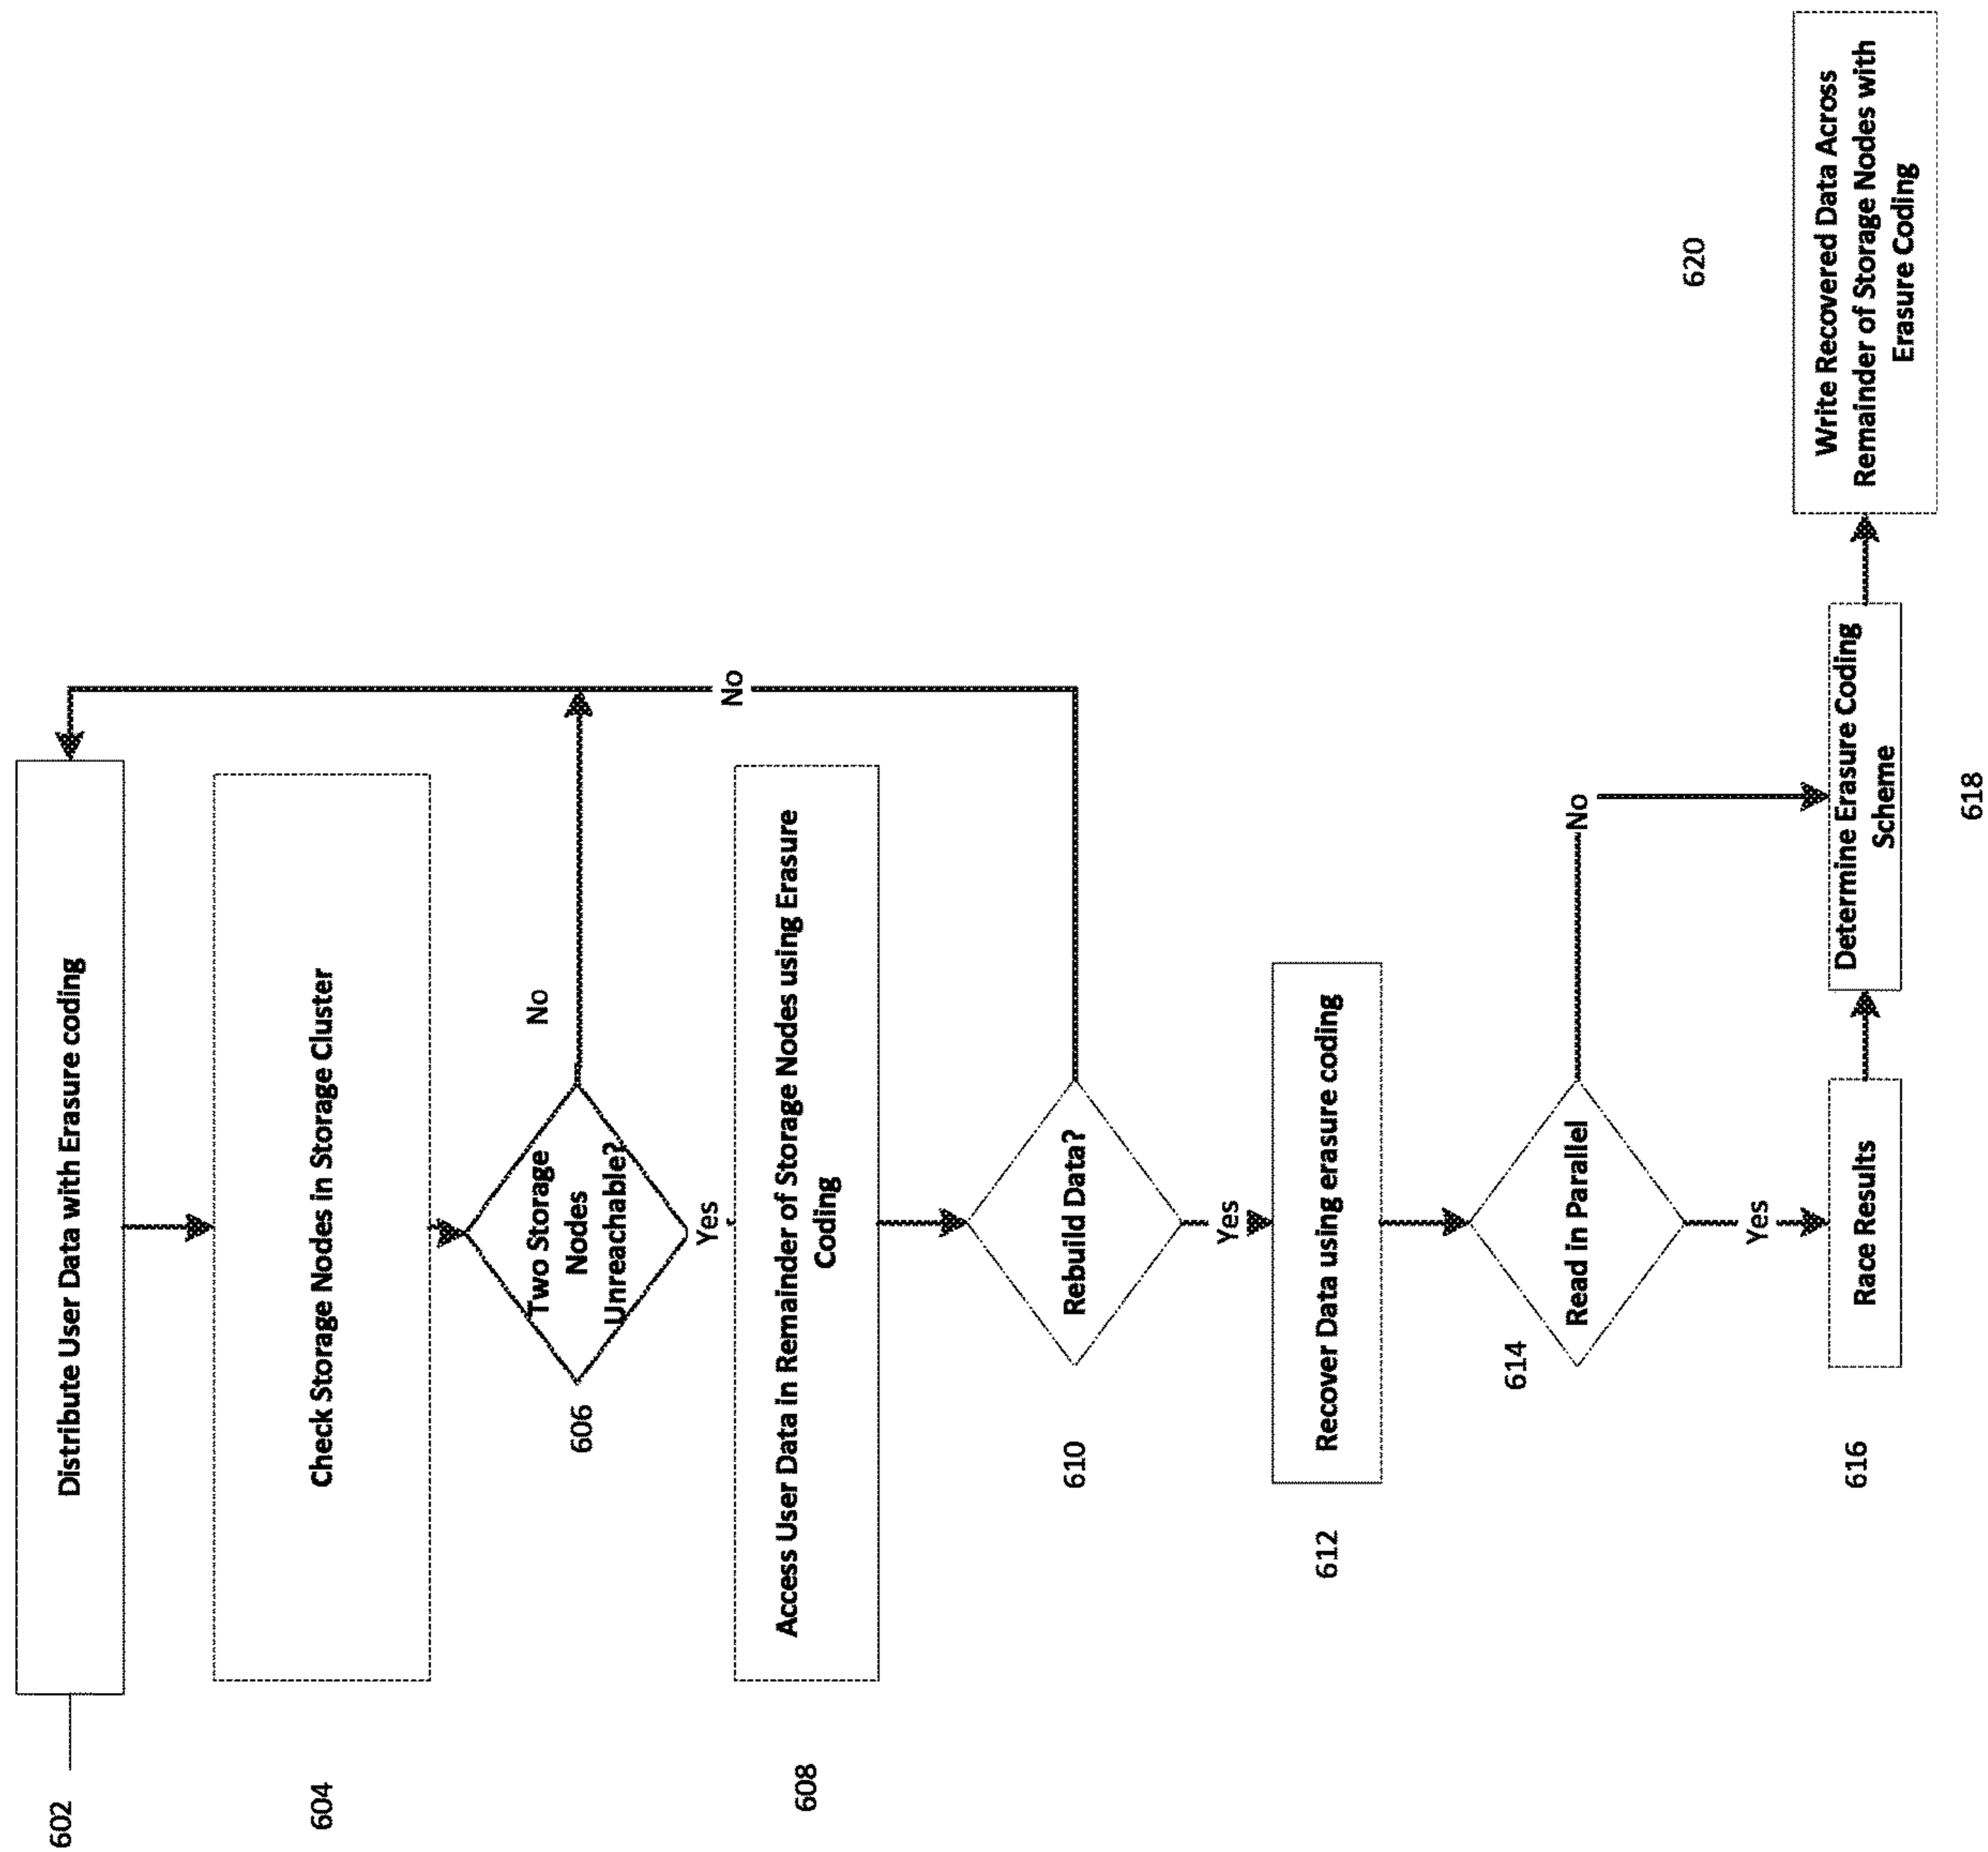 602
Distribute User Data with Erasure coding
604
Check Storage Nodes in Storage Cluster
606
Two Storage
Nodes
Unreachable?
No
Yes
608
Access User Data in Remainder of Storage Nodes using Erasure
Coding
No
610
Rebuild Data?
Yes
612
Recover Data using erasure coding
614
Read in Parallel
No
Yes
616
Race Results
618
Determine Erasure Coding
Scheme
620
Write Recovered Data Across
Remainder of Storage Nodes with
Erasure Coding